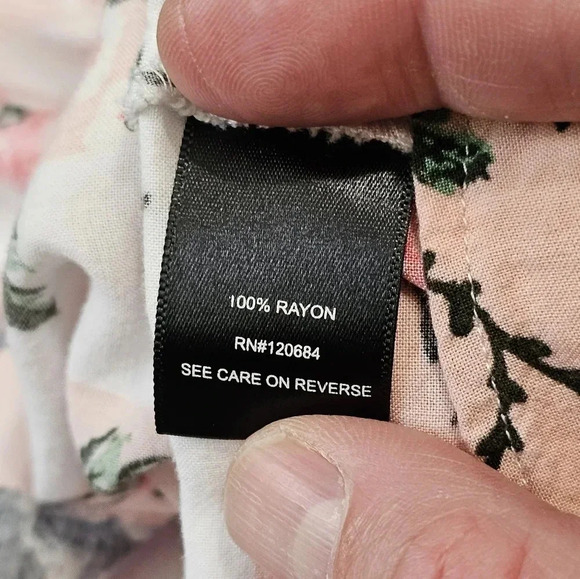 100% RAYON
RN#120684
SEE CARE ON REVERSE